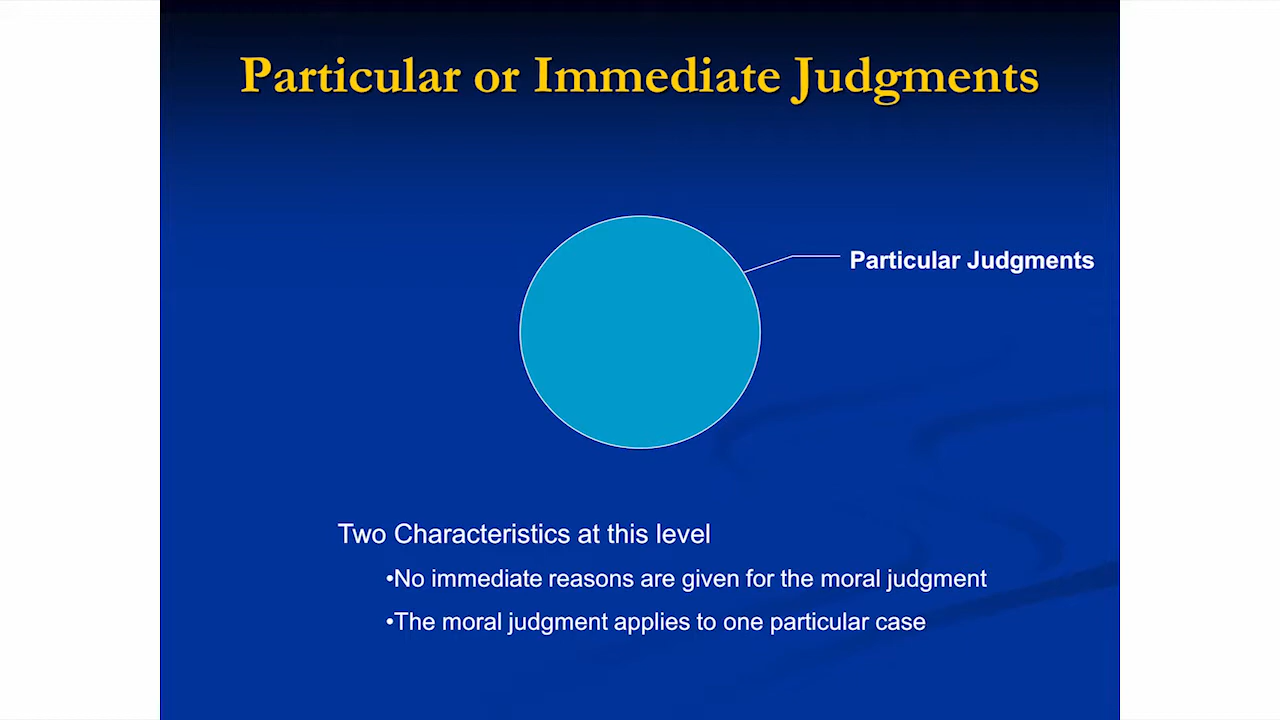 Particular or Immediate Judgments
Particular Judgments
Two Characteristics at this level
•No immediate reasons are given for the moral judgment
•The moral judgment applies to one particular case